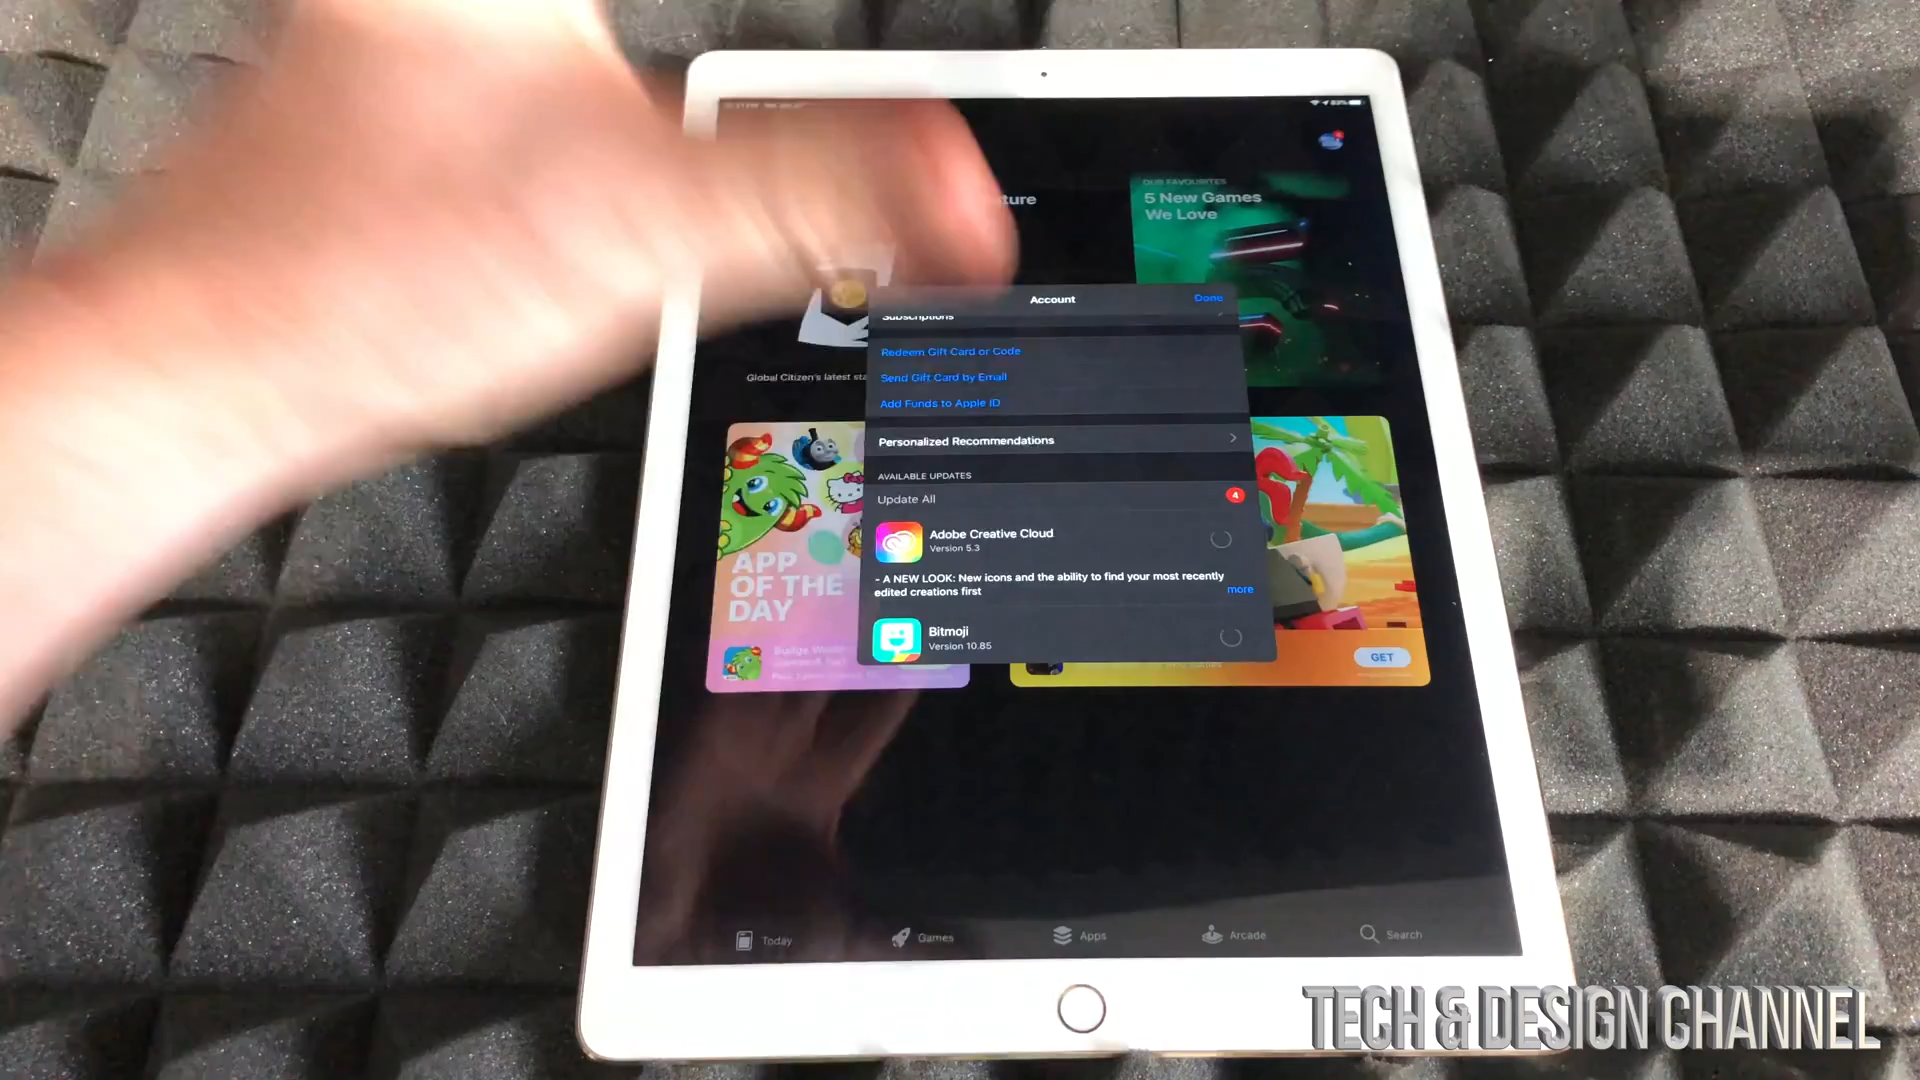 83%
OUR FAVOURITES
5 New Games
We Love
ture
Account
Done
Subscriptions
Redeem Gift Card or Code
Global Citizen's latest sta
Send Gift Card by Email
Add Funds to Apple ID
Personalized Recommendations
AVAILABLE UPDATES
Update All
4
Adobe Creative Cloud
Version 5.3
- A NEW LOOK: New icons and the ability to find your most recently
edited creations first
more
APP
OF THE
DAY
Bitmoji
Version 10.85
GET
Today
Games
Apps
Arcade
Search
TECH & DESIGN CHANNEL